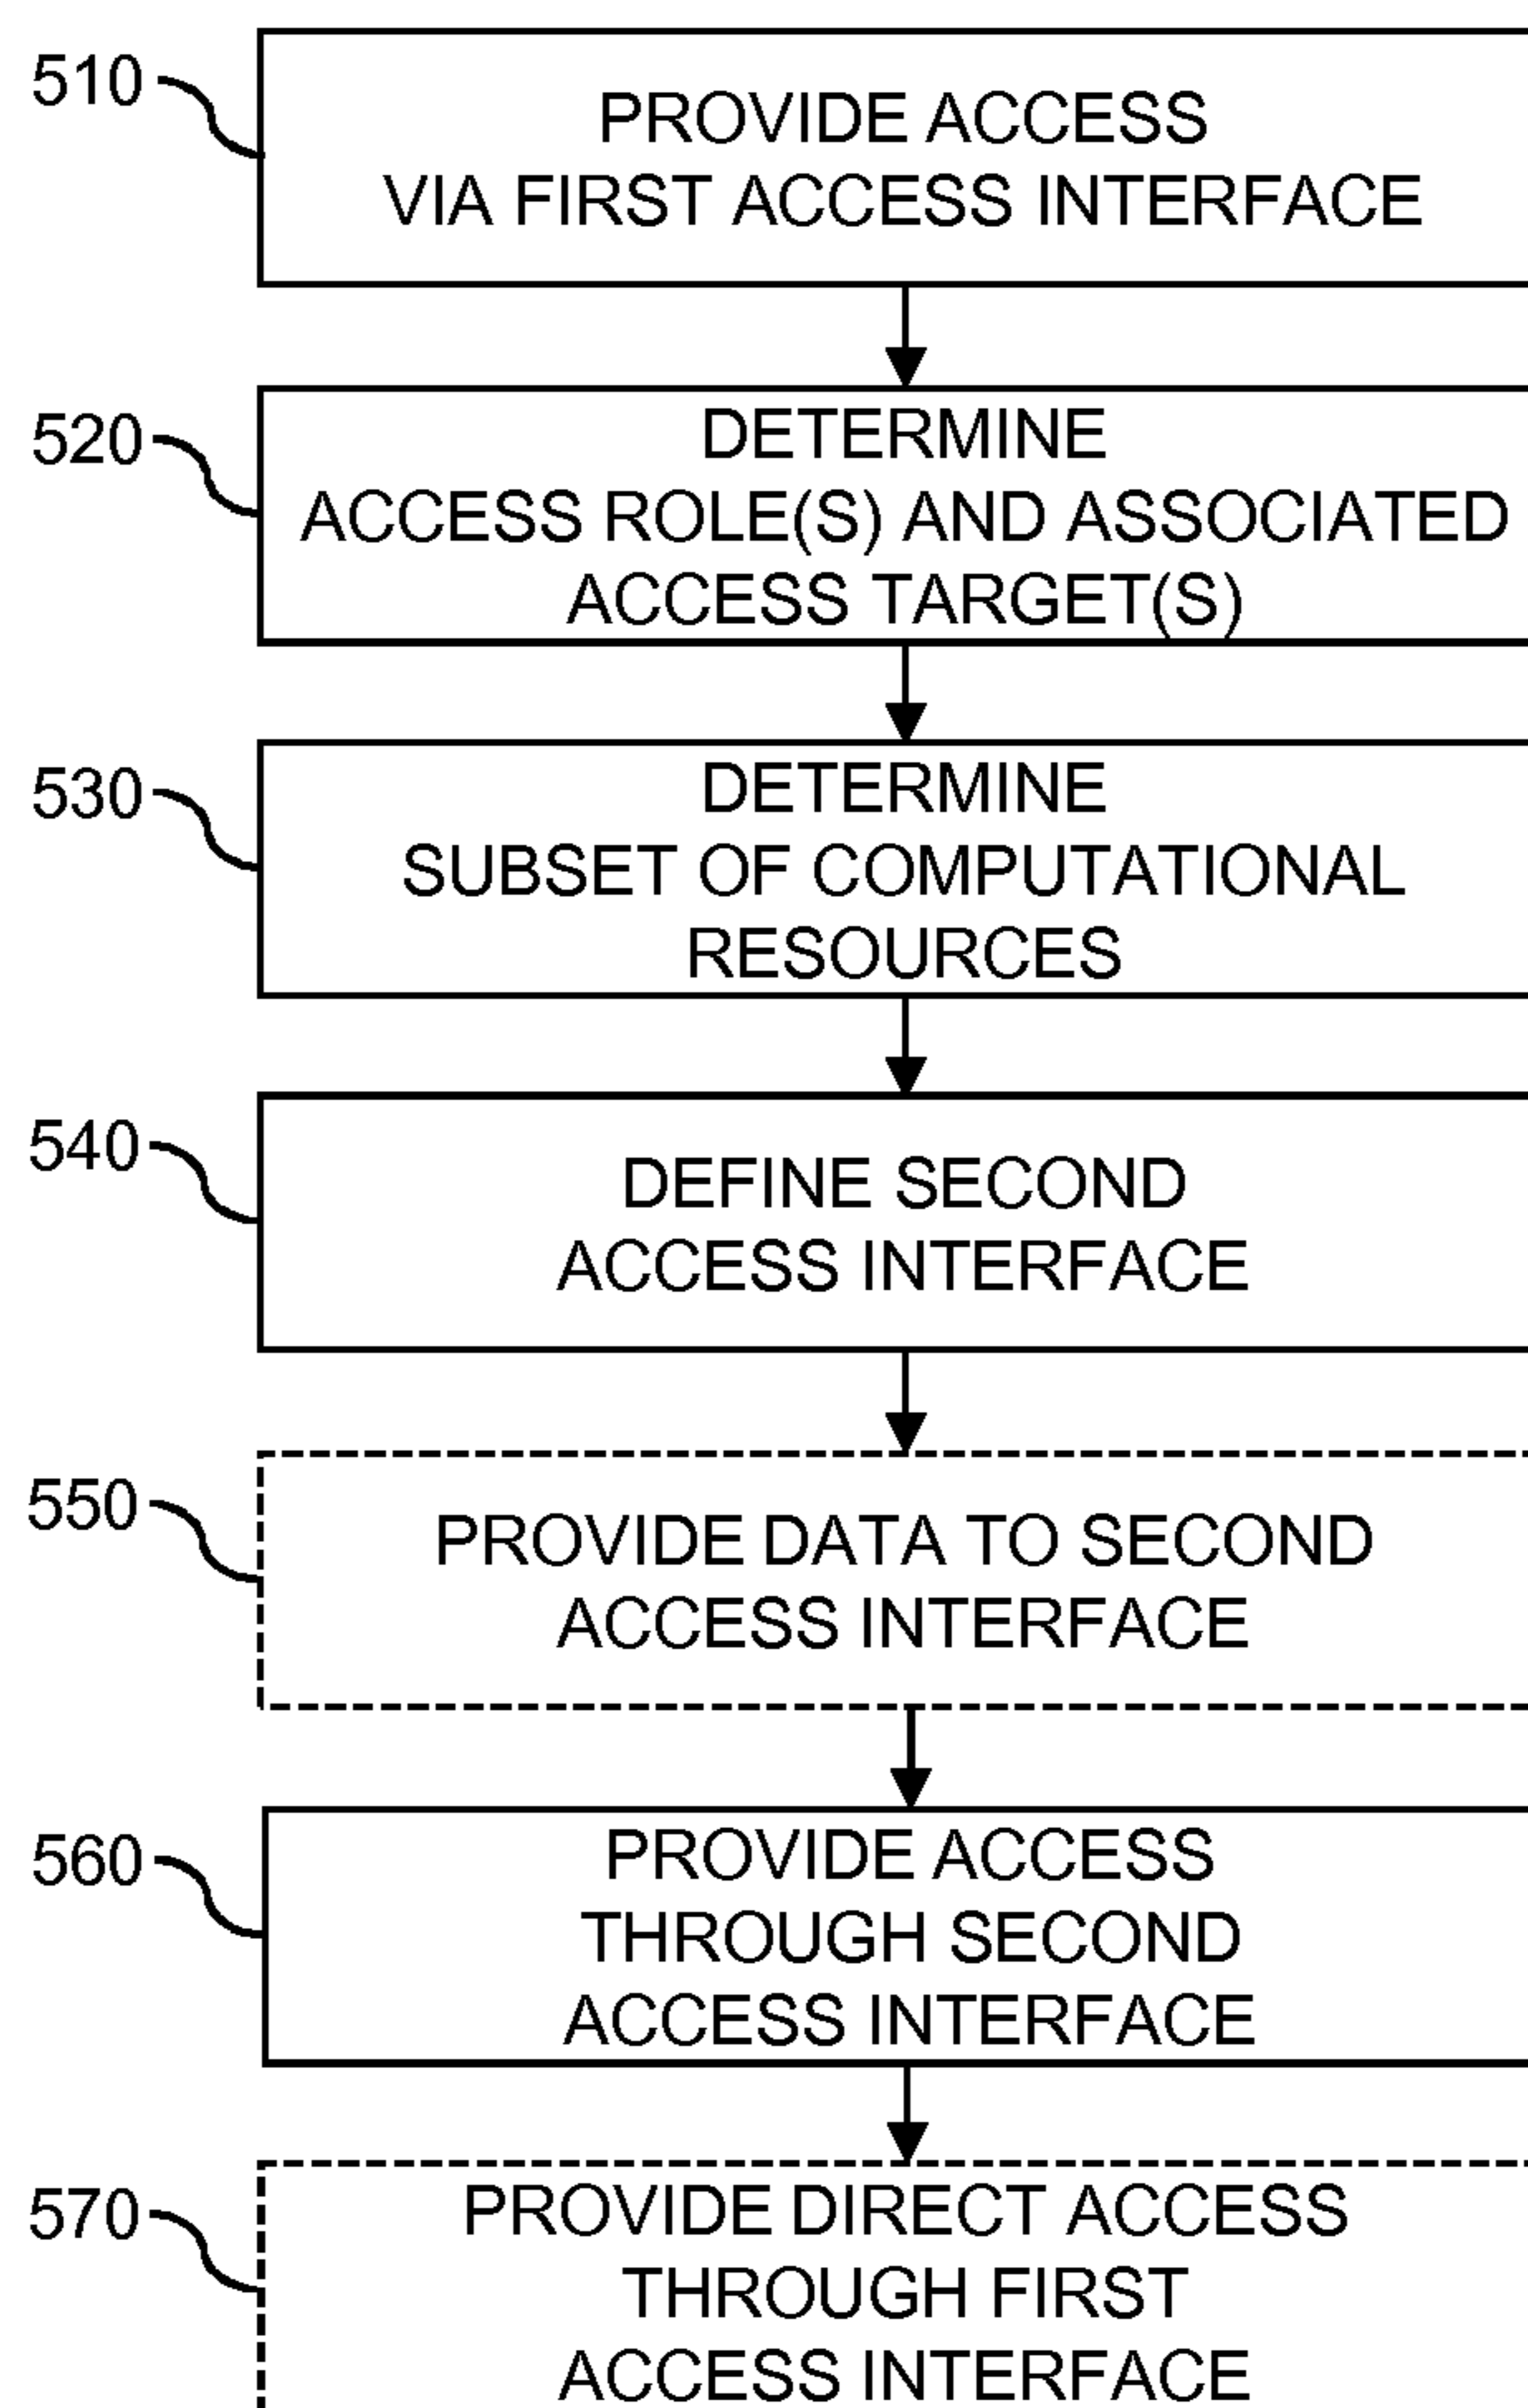 510
PROVIDE ACCESS
VIA FIRST ACCESS INTERFACE
520
DETERMINE
ACCESS ROLE(S) AND ASSOCIATED
ACCESS TARGET(S)
530
DETERMINE
SUBSET OF COMPUTATIONAL
RESOURCES
540
DEFINE SECOND
ACCESS INTERFACE
550
PROVIDE DATA TO SECOND
ACCESS INTERFACE
560
PROVIDE ACCESS
THROUGH SECOND
ACCESS INTERFACE
570
PROVIDE DIRECT ACCESS
THROUGH FIRST
ACCESS INTERFACE